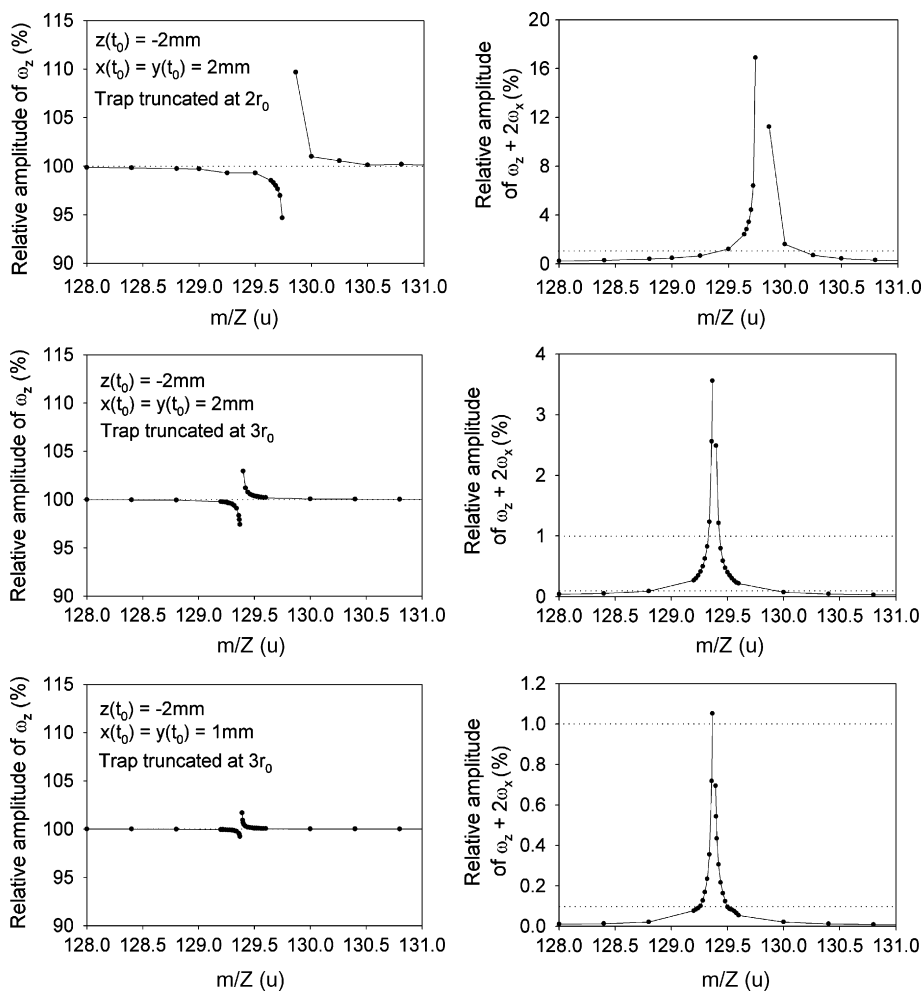 115
110
105
100
95
90
Relative amplitude of ωz (%)
z(t0) = -2mm
x(t0) = y(t0) = 2mm
Trap truncated at 2r0
128.0 128.5 129.0 129.5 130.0 130.5 131.0
m/Z (u)
20
16
12
8
4
0
Relative amplitude
of ωz + 2ωx (%)
128.0 128.5 129.0 129.5 130.0 130.5 131.0
m/Z (u)
115
110
105
100
95
90
Relative amplitude of ωz (%)
z(t0) = -2mm
x(t0) = y(t0) = 2mm
Trap truncated at 3r0
128.0 128.5 129.0 129.5 130.0 130.5 131.0
m/Z (u)
4
3
2
1
0
Relative amplitude
of ωz + 2ωx (%)
128.0 128.5 129.0 129.5 130.0 130.5 131.0
m/Z (u)
115
110
105
100
95
90
Relative amplitude of ωz (%)
z(t0) = -2mm
x(t0) = y(t0) = 1mm
Trap truncated at 3r0
128.0 128.5 129.0 129.5 130.0 130.5 131.0
m/Z (u)
1.2
1.0
0.8
0.6
0.4
0.2
0.0
Relative amplitude
of ωz + 2ωx (%)
128.0 128.5 129.0 129.5 130.0 130.5 131.0
m/Z (u)